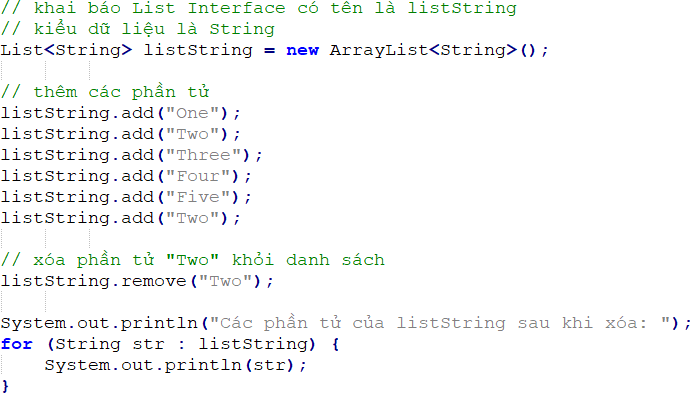 // khai báo List Interface có tên là listString
// kiểu dữ liệu là String
List<String> listString = new ArrayList<String>();
// thêm các phần tử
listString.add("One");
listString.add("Two");
listString.add("Three");
listString.add("Four");
listString.add("Five");
listString.add("Two");
// xóa phần tử "Two" khỏi danh sách
listString.remove("Two");
System.out.println("Các phần tử của listString sau khi xóa: ");
for (String str : listString) {
    System.out.println(str);
}